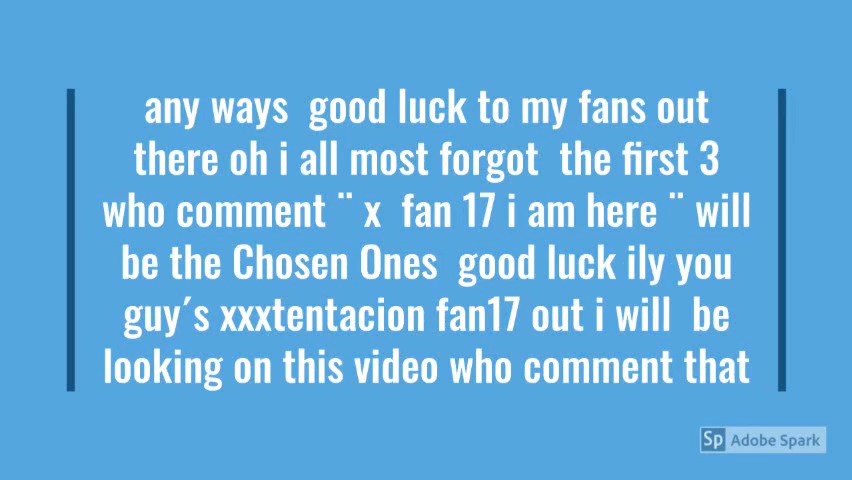 any ways  good luck to my fans out
there oh i all most forgot  the first 3
who comment ¨ x  fan 17 i am here ¨ will
be the Chosen Ones  good luck ily you
guy´s xxxtentacion fan17 out i will  be
looking on this video who comment that
Sp Adobe Spark